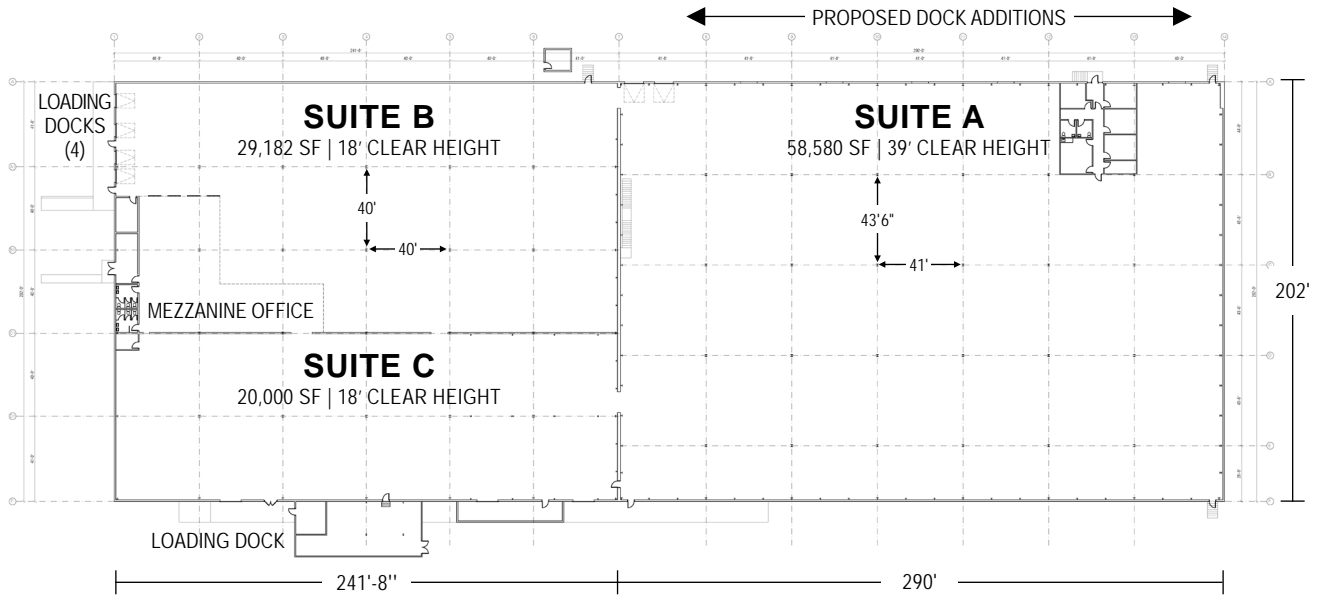 PROPOSED DOCK ADDITIONS
LOADING
DOCKS
(4)
SUITE B
29,182 SF | 18' CLEAR HEIGHT
SUITE A
58,580 SF | 39' CLEAR HEIGHT
40'
40'
43'6"
41'
202'
MEZZANINE OFFICE
SUITE C
20,000 SF | 18' CLEAR HEIGHT
LOADING DOCK
241'-8''
290'